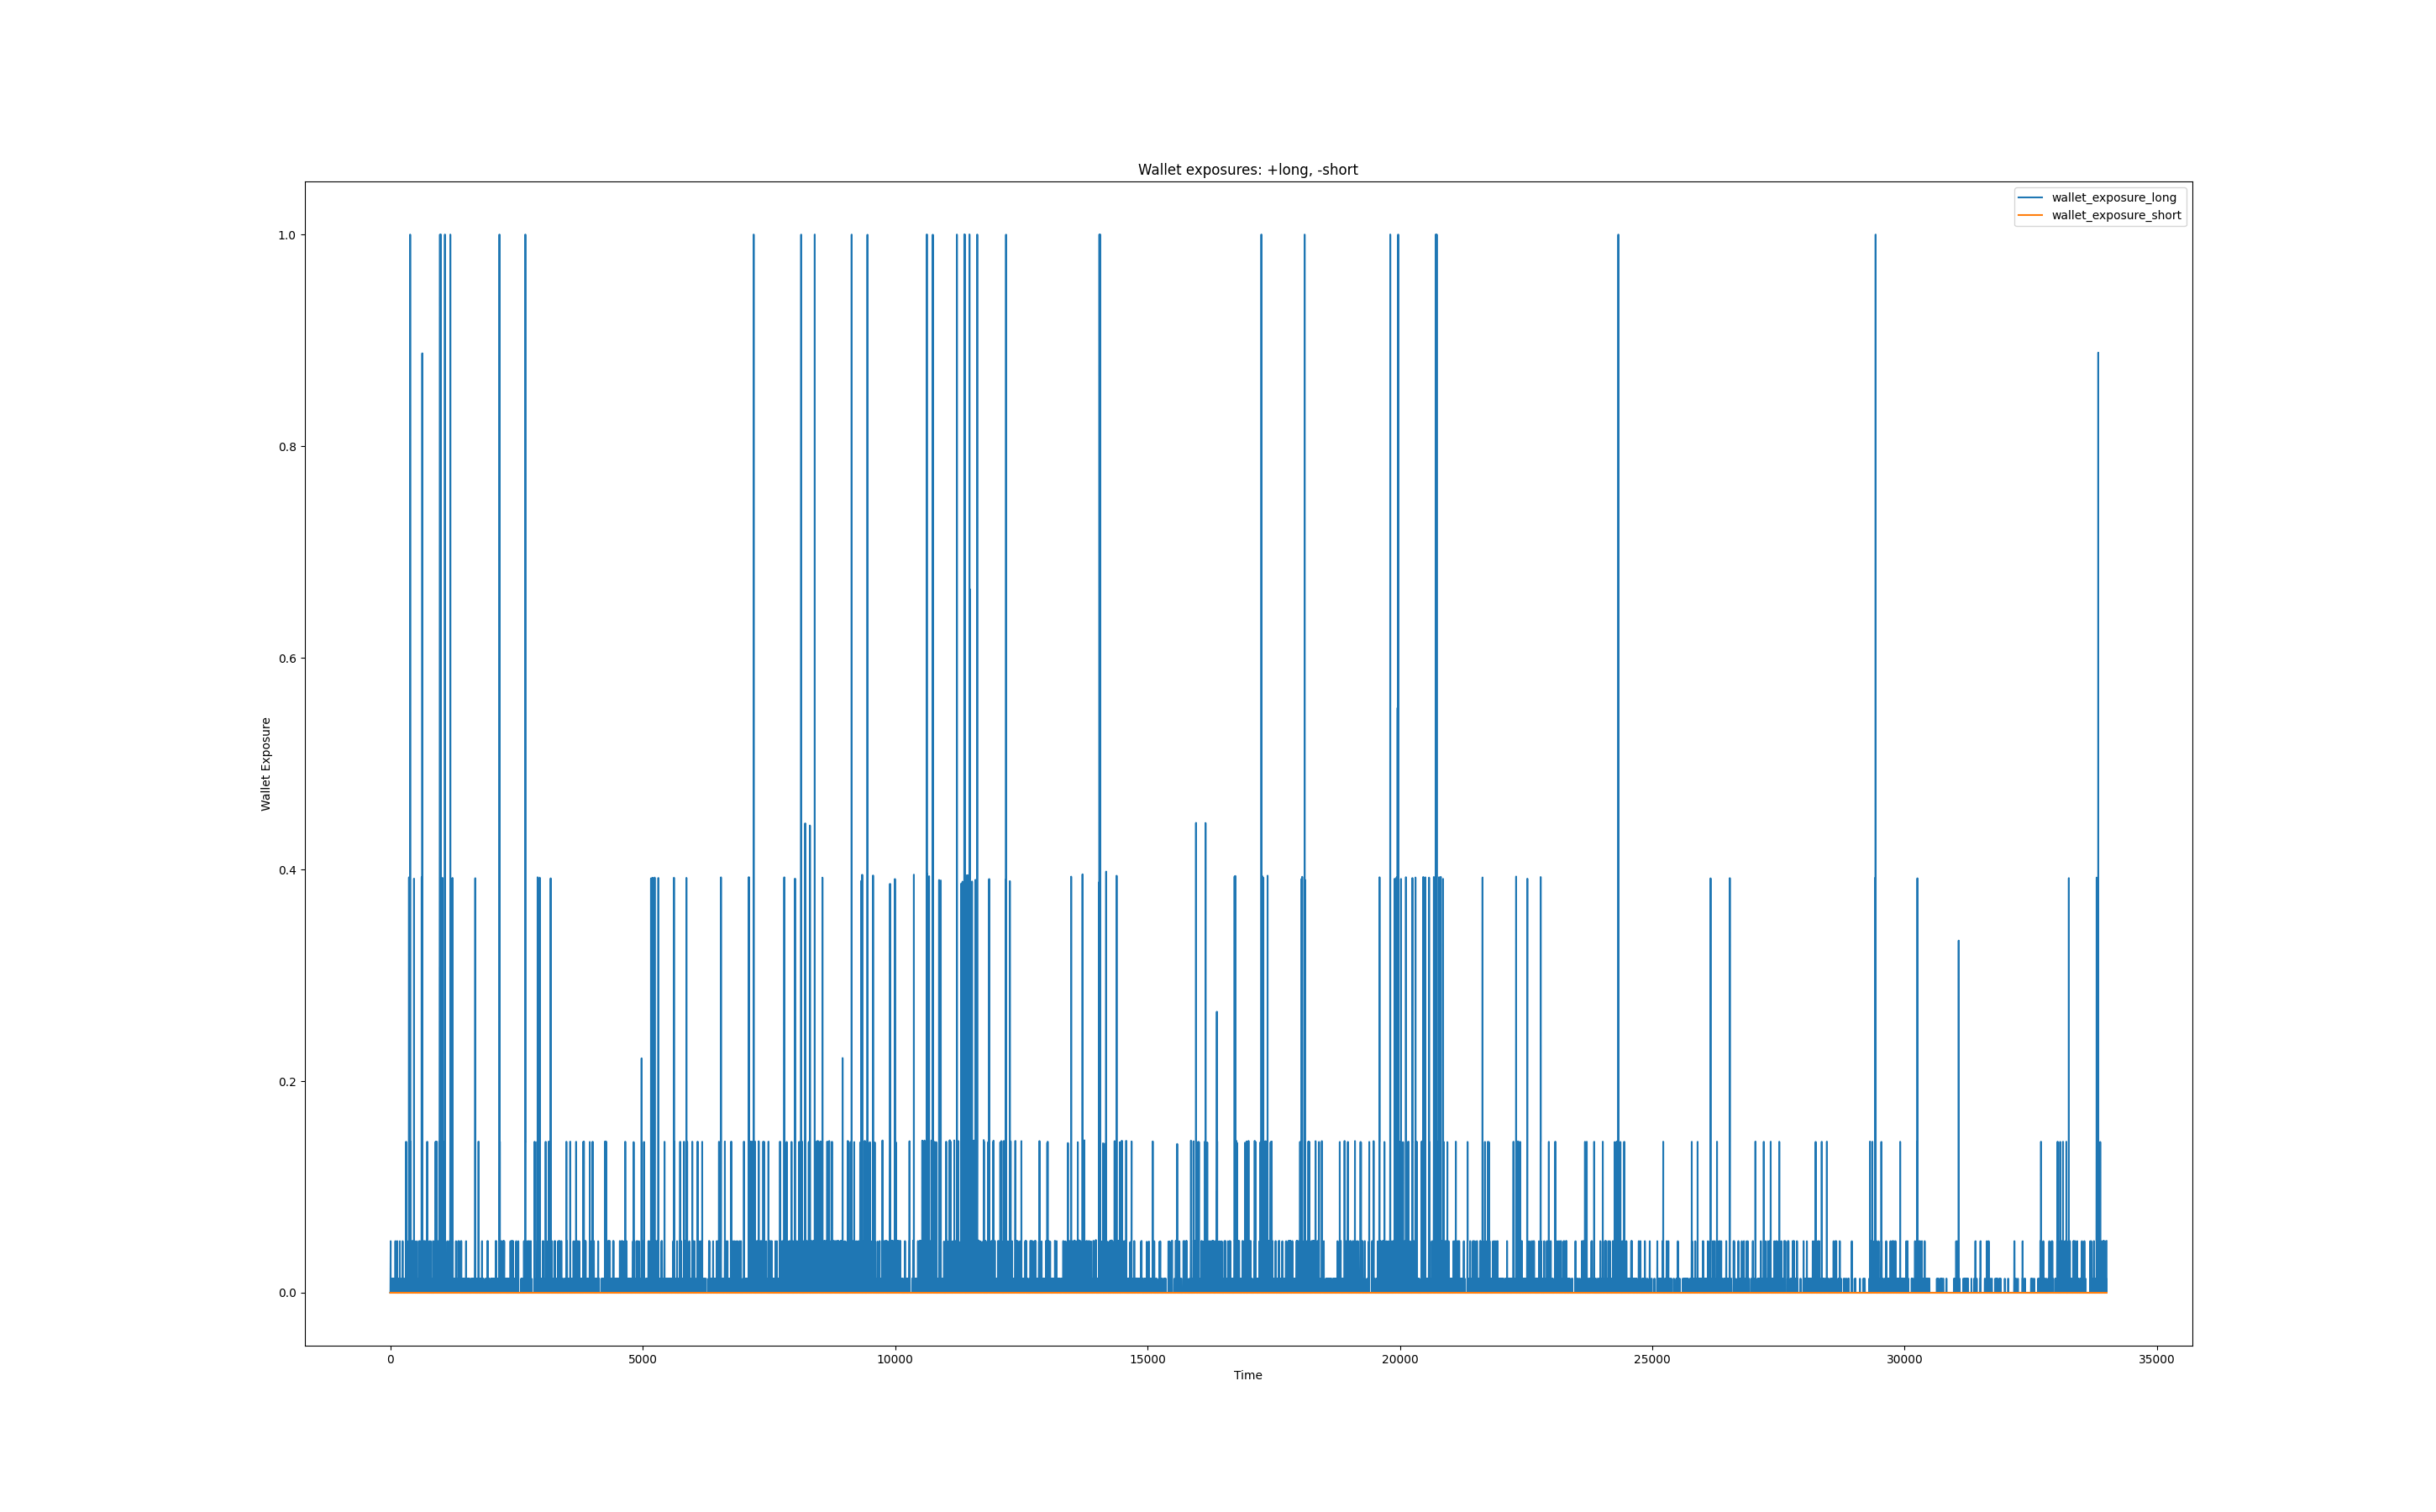 Wallet exposures: +long, -short
wallet_exposure_long
wallet_exposure_short
1.0
0.8
0.6
0.4
0.2
0.0
Wallet Exposure
0 5000 10000 15000 20000 25000 30000 35000
Time